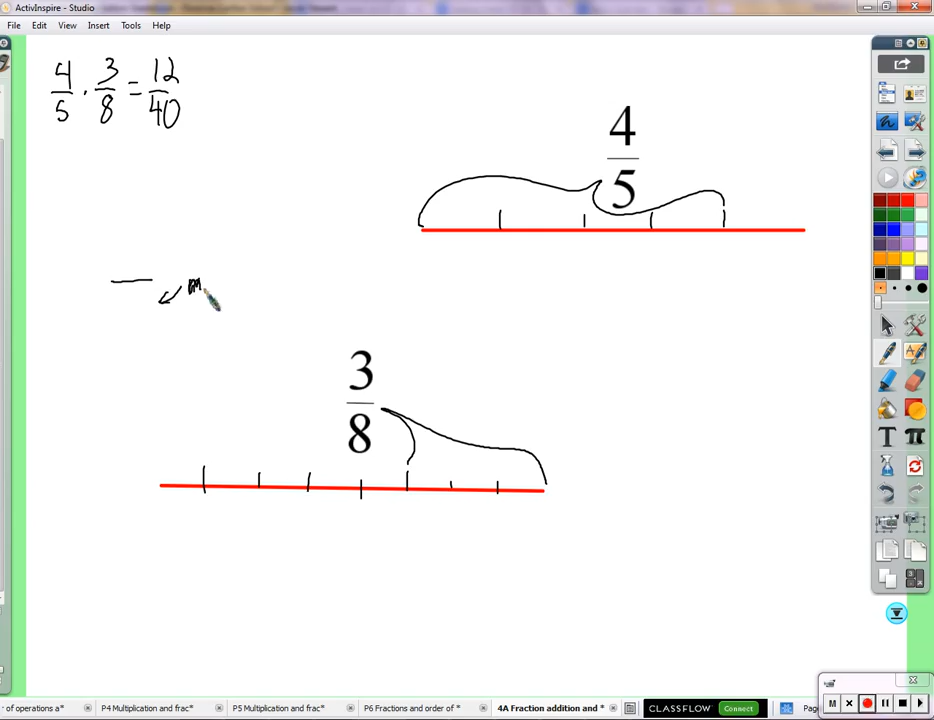 ActivInspire - Studio
File Edit View Insert Tools Help
4/5 · 3/8 = 12/40
4
5
m
3
8
r of operations a*
P4 Multiplication and frac*
P5 Multiplication and frac*
P6 Fractions and order of *
4A Fraction addition and *
CLASSFLOW Connect
Pag
M